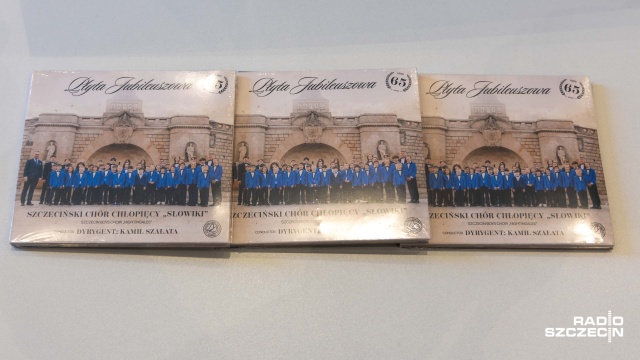 Płyta Jubileuszowa
65
SZCZECIŃSKI CHÓR CHŁOPIĘCY „SŁOWIKI”
DYRYGENT: KAMIL SZAŁATA
Płyta Jubileuszowa
65
SZCZECIŃSKI CHÓR CHŁOPIĘCY „SŁOWIKI”
DYRYGENT: KAMIL SZAŁATA
Płyta Jubileuszowa
65
SZCZECIŃSKI CHÓR CHŁOPIĘCY „SŁOWIKI”
DYRYGENT: KAMIL SZAŁATA
RADIO
SZCZECIN